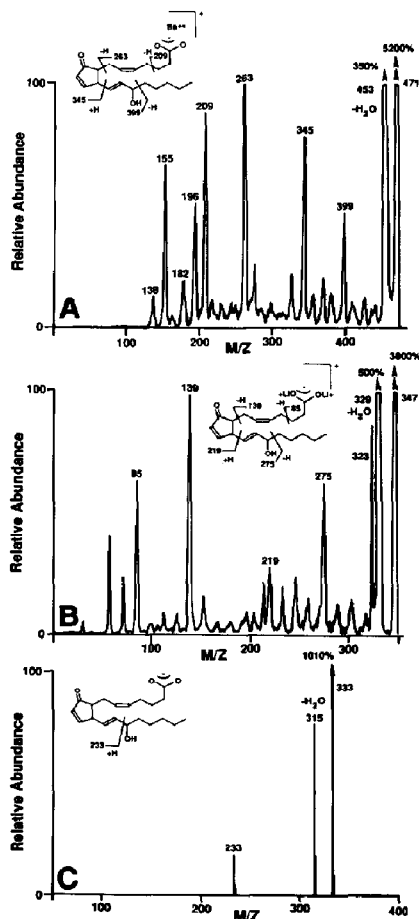 Ba++
+
O
-H
263
-H
209
O O
345
+H
OH
399
-H
100
263
350%
5200%
453
471
-H₂O
209
345
155
196
399
182
138
0
100 200 300 400
M/Z
Relative Abundance
A
100
139
500%
3800%
329
347
-H₂O
323
+
+LiO OLi+
O
-H
139
-H
85
219
+H
OH
275
-H
95
275
219
0
0 100 200 300
M/Z
Relative Abundance
B
100
1010%
333
-H₂O
315
O O
O
OH
233
+H
233
0
100 200 300 400
M/Z
Relative Abundance
C